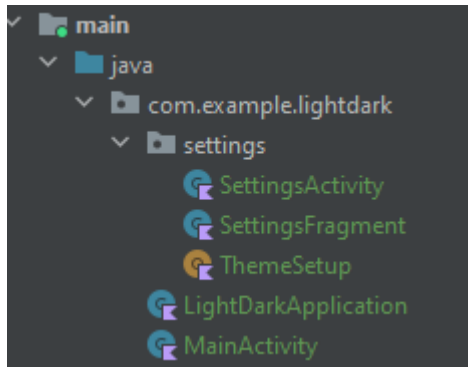 main
java
com.example.lightdark
settings
SettingsActivity
SettingsFragment
ThemeSetup
LightDarkApplication
MainActivity